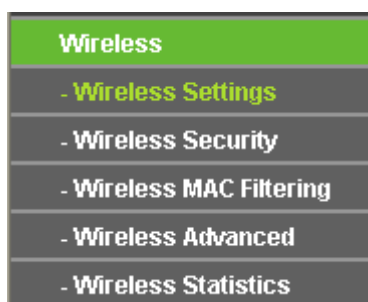 Wireless
- Wireless Settings
- Wireless Security
- Wireless MAC Filtering
- Wireless Advanced
- Wireless Statistics